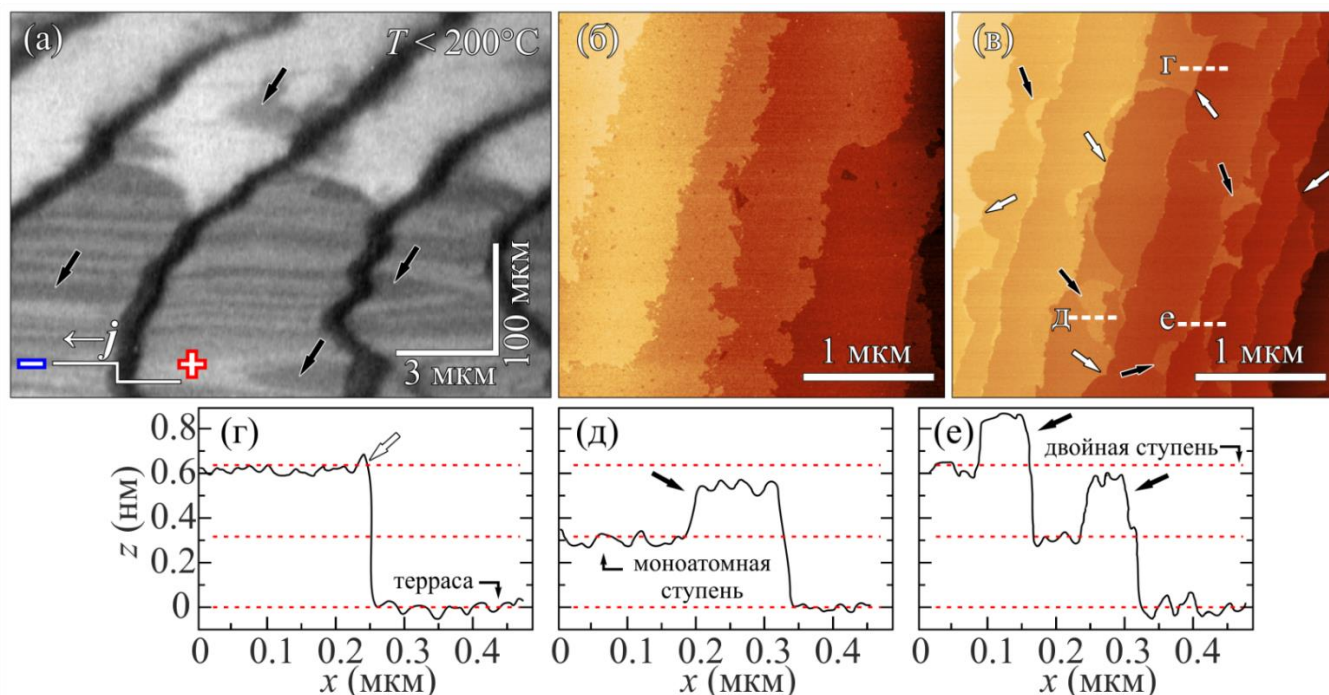 (а)
T < 200°C
←j
3 мкм
100 мкм
(б)
1 мкм
(в)
г
д
е
1 мкм
(г)
z (нм)
0.8
0.6
0.4
0.2
0
терраса
0
0.1
0.2
0.3
0.4
x (мкм)
(д)
моноатомная
ступень
0
0.1
0.2
0.3
0.4
x (мкм)
(е)
двойная ступень
0
0.1
0.2
0.3
0.4
x (мкм)